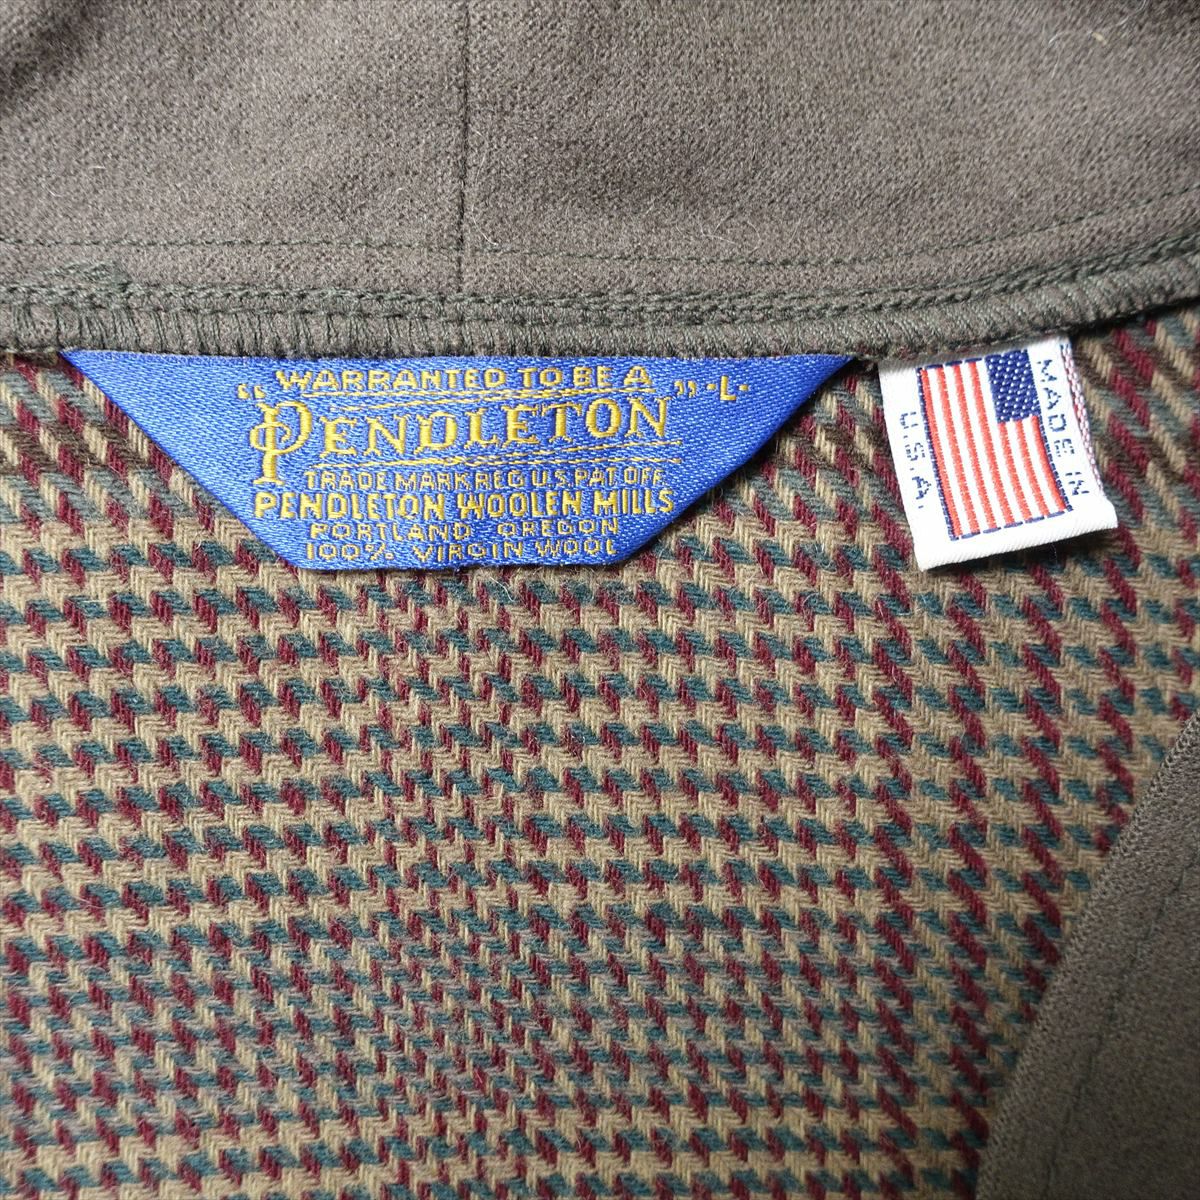 "WARRANTED TO BE A" -L-
PENDLETON
TRADE MARK REG U.S. PAT. OFF.
PENDLETON WOOLEN MILLS
PORTLAND OREGON
100% VIRGIN WOOL
MADE IN
U.S.A.